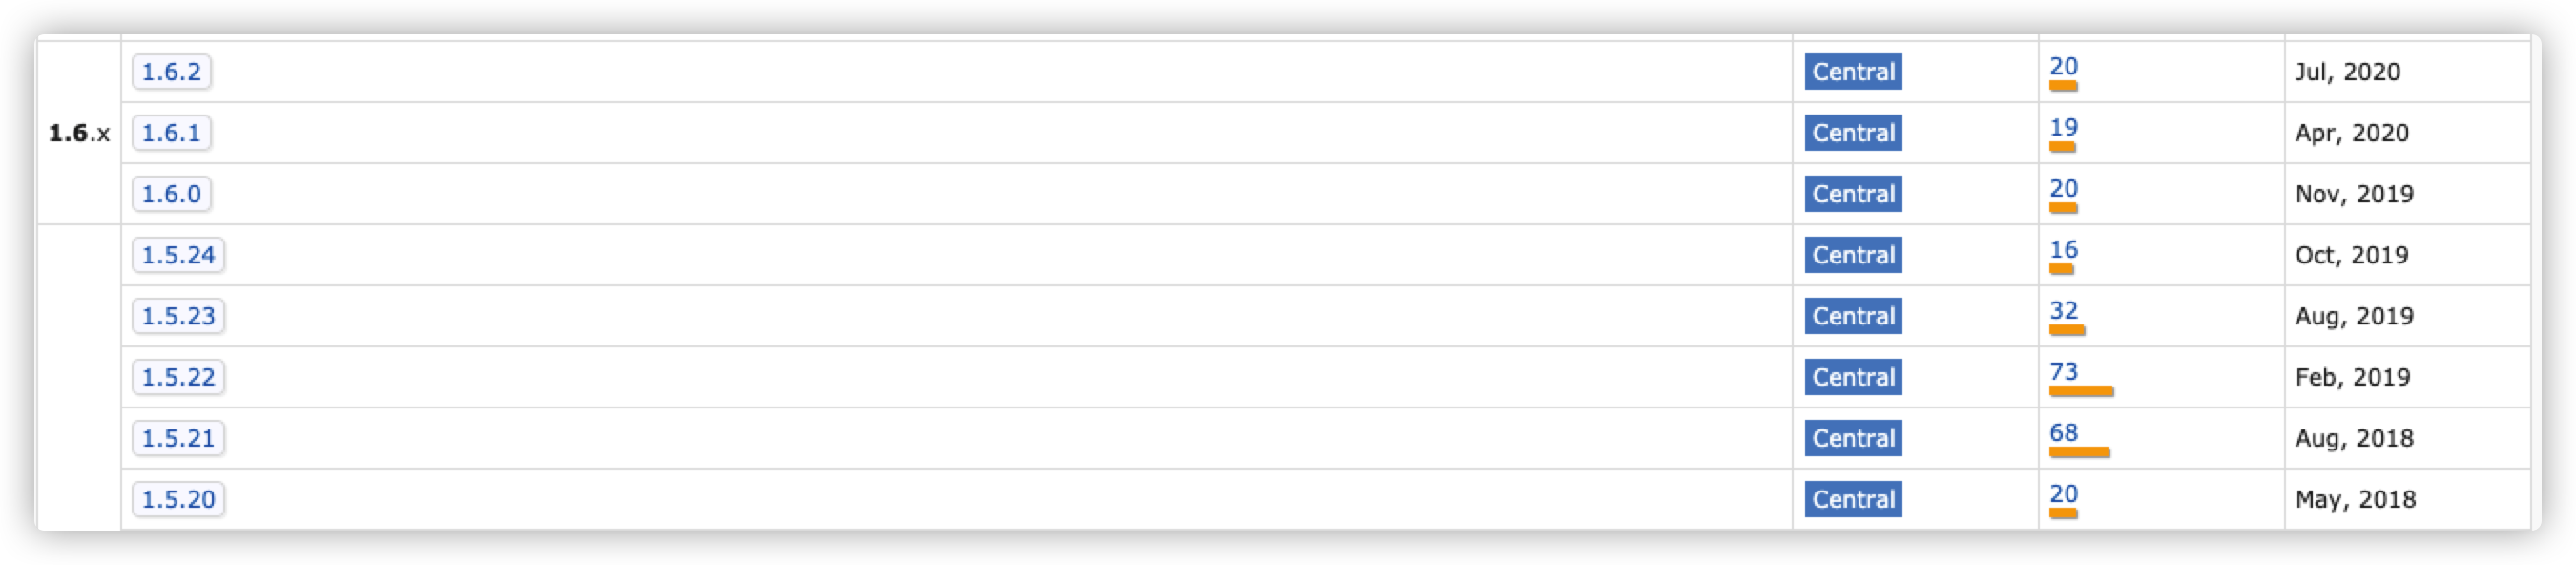 1.6.2 Central 20 Jul, 2020
1.6.x 1.6.1 Central 19 Apr, 2020
1.6.0 Central 20 Nov, 2019
1.5.24 Central 16 Oct, 2019
1.5.23 Central 32 Aug, 2019
1.5.22 Central 73 Feb, 2019
1.5.21 Central 68 Aug, 2018
1.5.20 Central 20 May, 2018